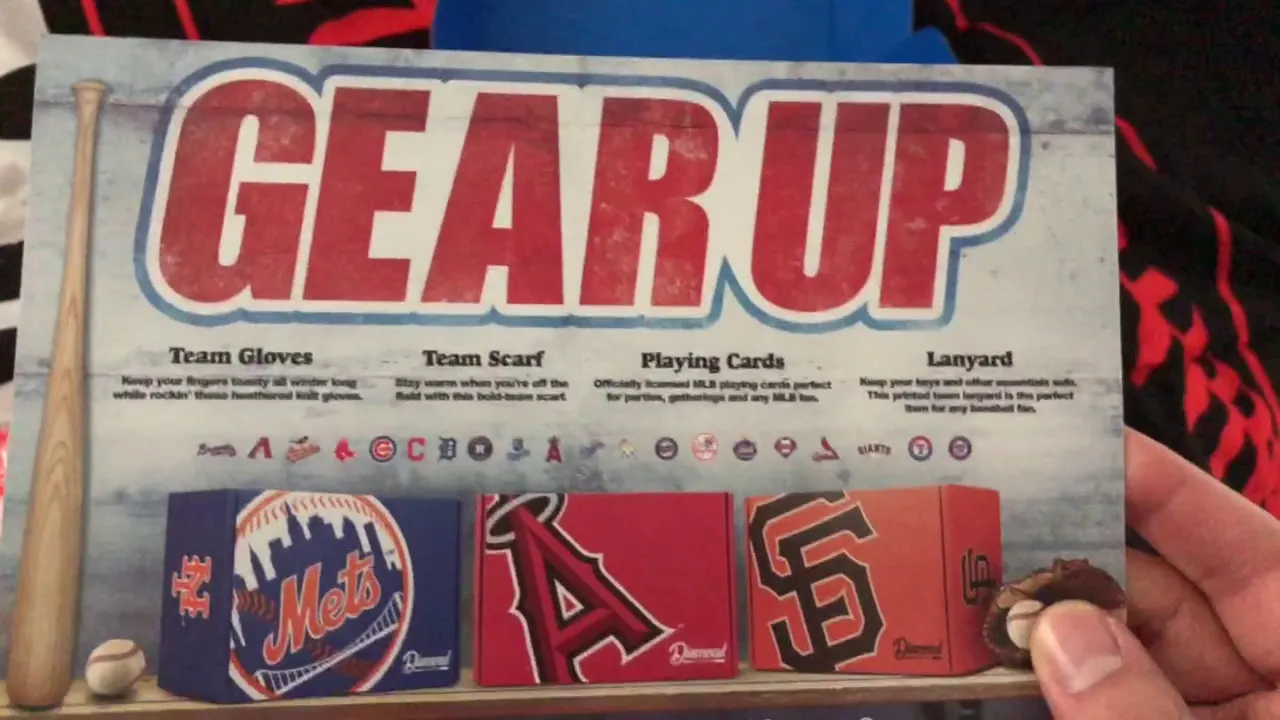 GEAR UP
Team Gloves
Keep your fingers toasty all winter long
while rockin' these heathered knit gloves.
Team Scarf
Stay warm when you're off the
field with this bold team scarf.
Playing Cards
Officially licensed MLB playing cards perfect
for parties, gatherings and any MLB fan.
Lanyard
Keep your keys and other essentials safe.
This printed team lanyard is the perfect
item for any baseball fan.
Braves A C D A GIANTS T
NY Mets Diamond
A Diamond
SF Diamond SF